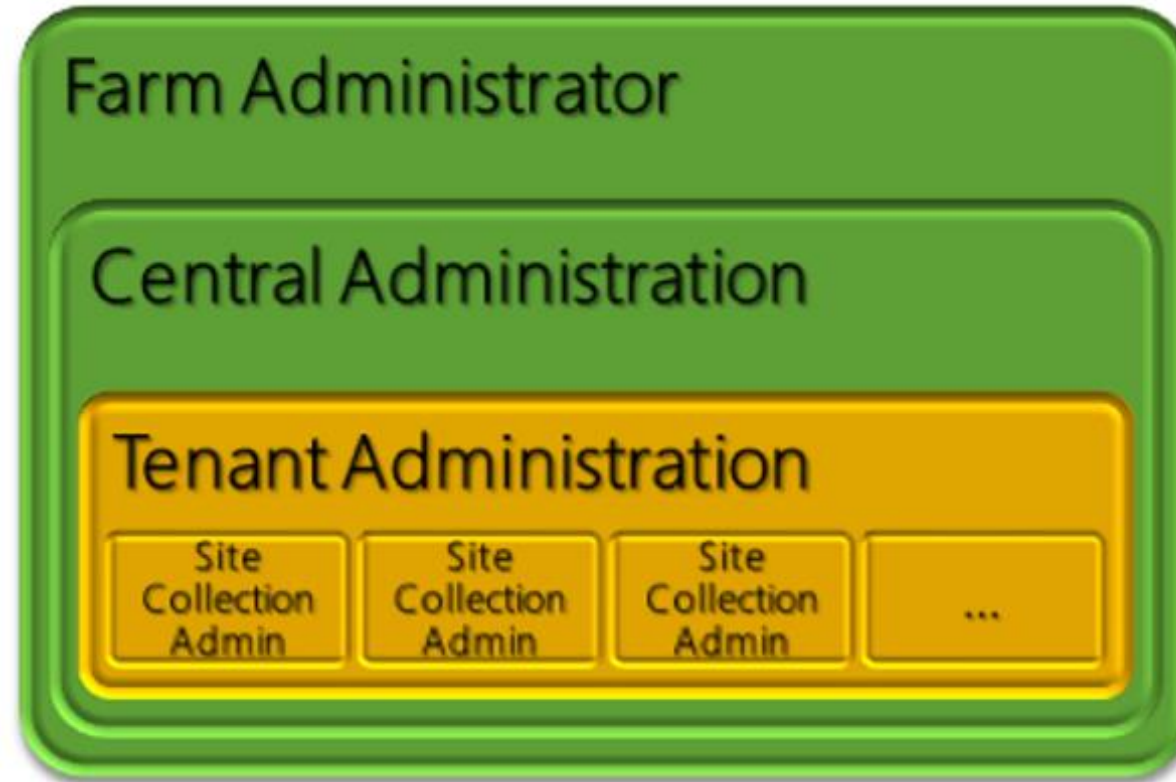 Farm Administrator
Central Administration
Tenant Administration
Site
Collection
Admin
Site
Collection
Admin
Site
Collection
Admin
...